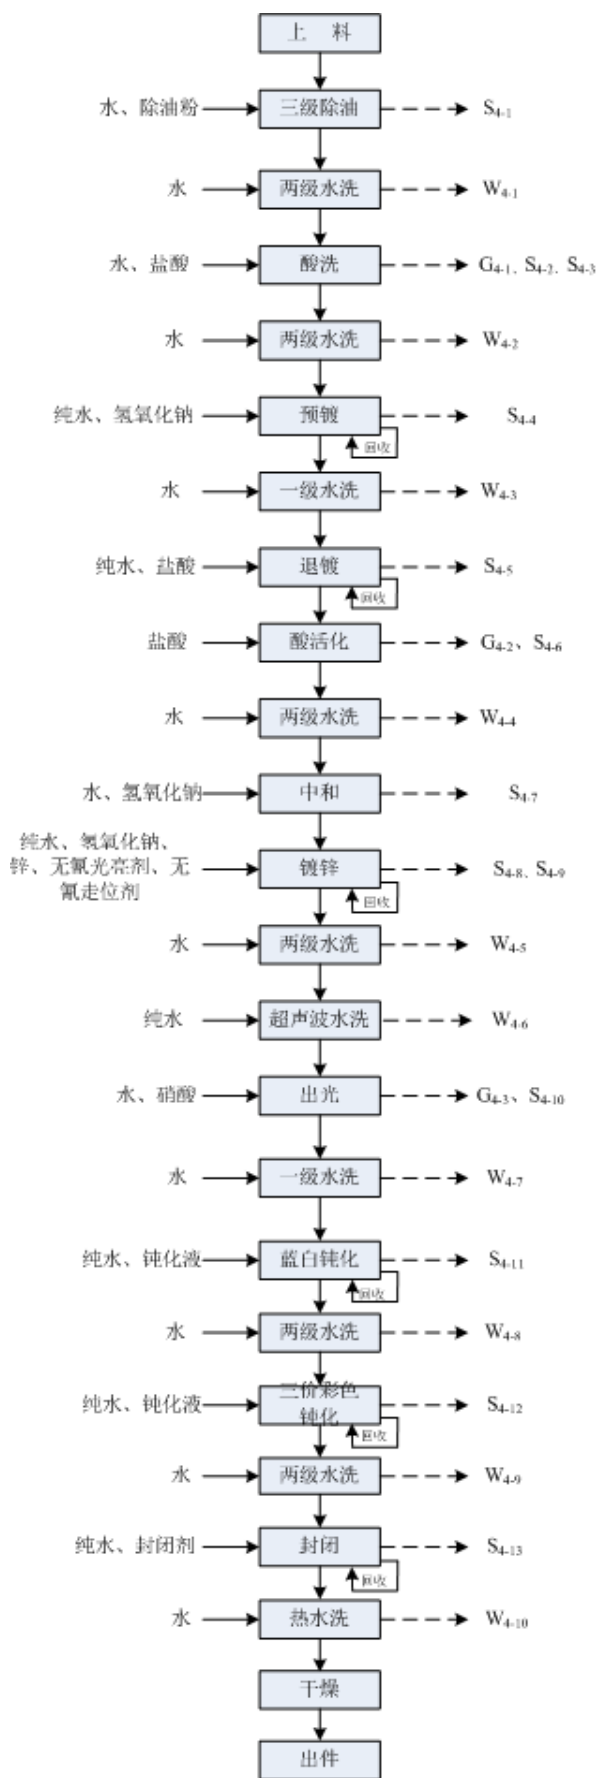 上 料
水、除油粉 三级除油 S4-1
水 两级水洗 W4-1
水、盐酸 酸洗 G4-1、S4-2、S4-3
水 两级水洗 W4-2
纯水、氢氧化钠 预镀 S4-4
回收
水 一级水洗 W4-3
纯水、盐酸 退镀 S4-5
回收
盐酸 酸活化 G4-2、S4-6
水 两级水洗 W4-4
水、氢氧化钠 中和 S4-7
纯水、氢氧化钠、
锌、无氰光亮剂、无 镀锌 S4-8、S4-9
氰走位剂 回收
水 两级水洗 W4-5
纯水 超声波水洗 W4-6
水、硝酸 出光 G4-3、S4-10
水 一级水洗 W4-7
纯水、钝化液 蓝白钝化 S4-11
回收
水 两级水洗 W4-8
三价彩色
纯水、钝化液 钝化 S4-12
回收
水 两级水洗 W4-9
纯水、封闭剂 封闭 S4-13
回收
水 热水洗 W4-10
干燥
出件